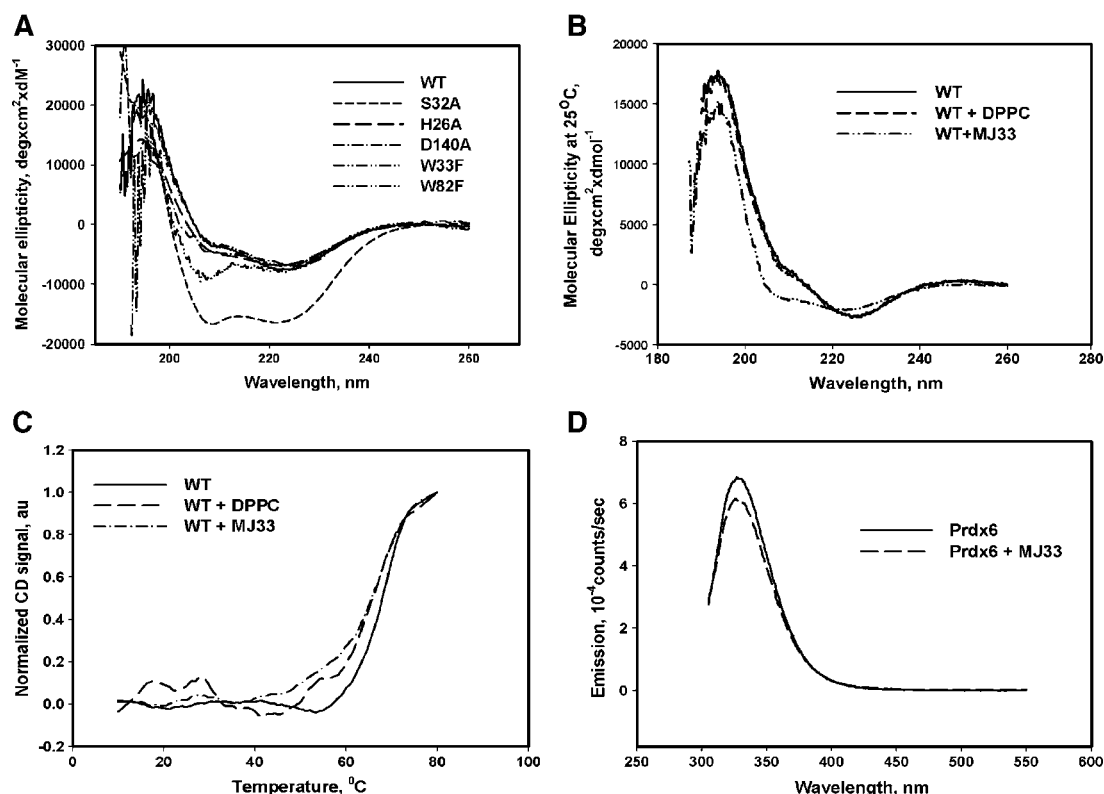 A
Molecular ellipticity, degxcm²xdM⁻¹
30000
20000
10000
0
-10000
-20000
200
220
240
260
Wavelength, nm
WT
S32A
H26A
D140A
W33F
W82F
B
Molecular Ellipticity at 25⁰C,
degxcm²xdmol⁻¹
20000
15000
10000
5000
0
-5000
180
200
220
240
260
280
Wavelength, nm
WT
WT + DPPC
WT+MJ33
C
Normalized CD signal, au
1.2
1.0
0.8
0.6
0.4
0.2
0.0
-0.2
0
20
40
60
80
100
Temperature, ⁰C
WT
WT + DPPC
WT + MJ33
D
Emission, 10⁻⁴counts/sec
8
6
4
2
0
250
300
350
400
450
500
550
600
Wavelength, nm
Prdx6
Prdx6 + MJ33